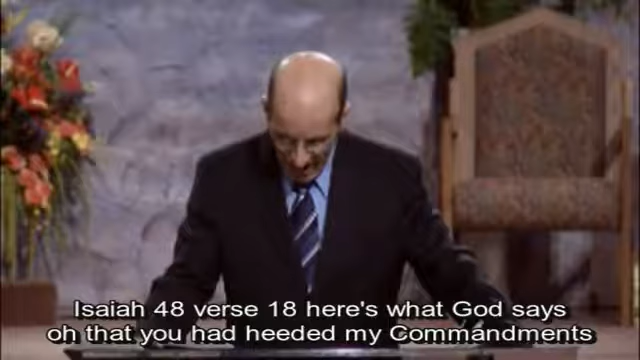 Isaiah 48 verse 18 here's what God says
oh that you had heeded my Commandments